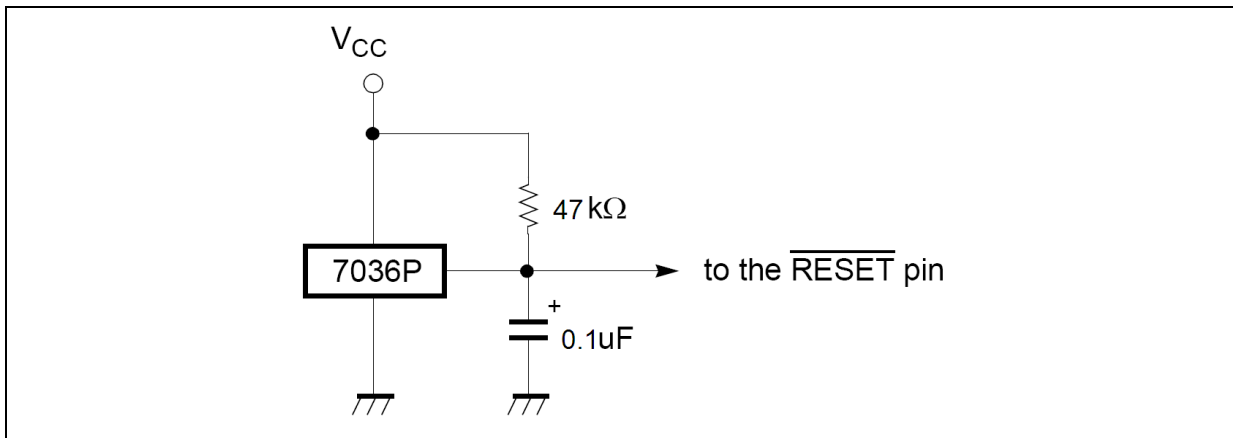 VCC
47 kΩ
7036P
to the RESET pin
+
0.1uF